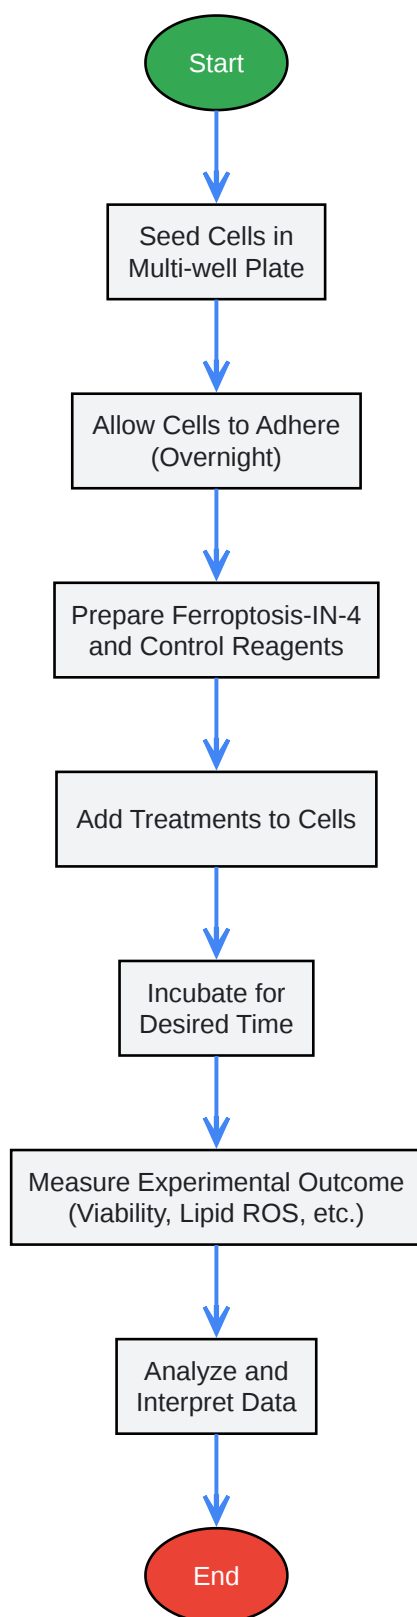 Start
Seed Cells in
Multi-well Plate
Allow Cells to Adhere
(Overnight)
Prepare Ferroptosis-IN-4
and Control Reagents
Add Treatments to Cells
Incubate for
Desired Time
Measure Experimental Outcome
(Viability, Lipid ROS, etc.)
Analyze and
Interpret Data
End